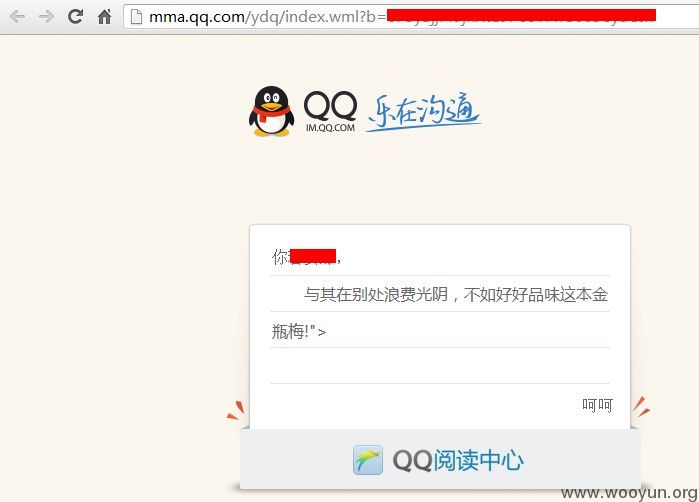 mma.qq.com/ydq/index.wml?b=
QQ 乐在沟通
IM.QQ.COM
你
，
与其在别处浪费光阴，不如好好品味这本金
瓶梅!">
呵呵
QQ阅读中心
www.wooyun.org